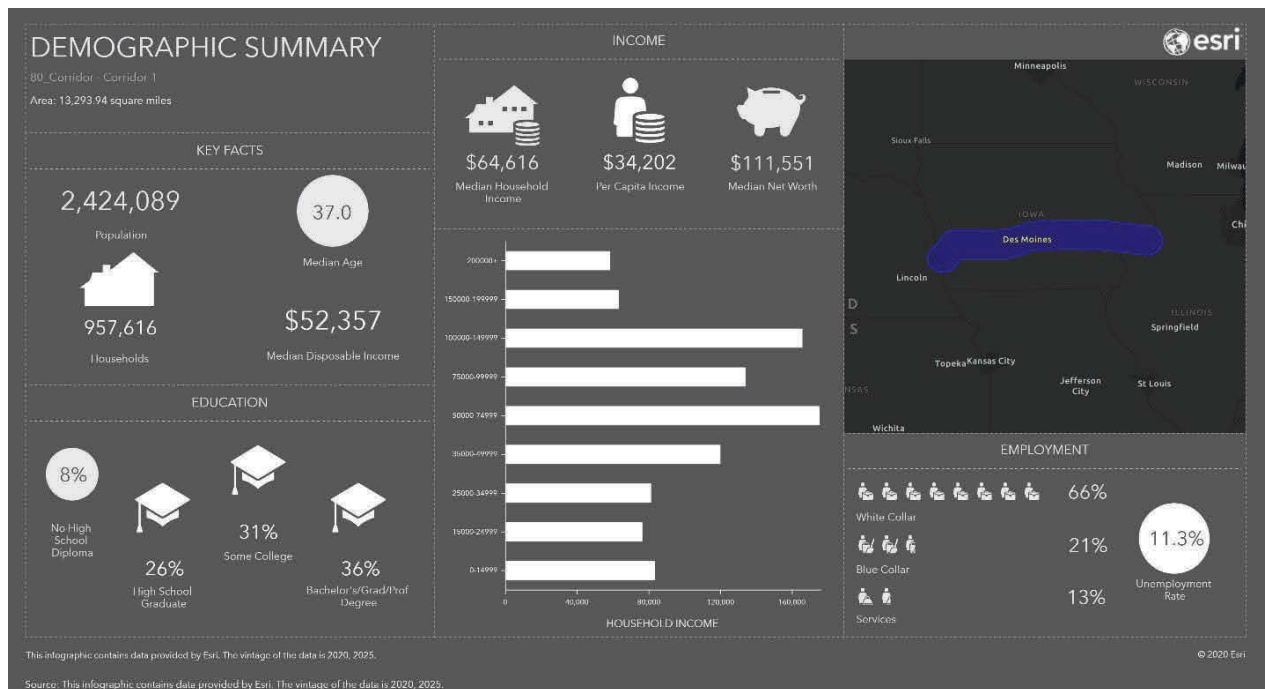 DEMOGRAPHIC SUMMARY
80_Corridor - Corridor 1
Area: 13,293.94 square miles
KEY FACTS
2,424,089
Population
37.0
Median Age
957,616
Households
$52,357
Median Disposable Income
EDUCATION
8%
No High
School
Diploma
26%
High School
Graduate
31%
Some College
36%
Bachelor's/Grad/Prof
Degree
INCOME
$64,616
Median Household
Income
$34,202
Per Capita Income
$111,551
Median Net Worth
200000+
150000-199999
100000-149999
75000-99999
50000-74999
35000-49999
25000-34999
15000-24999
0-14999
0
40,000
80,000
120,000
160,000
HOUSEHOLD INCOME
esri
Minneapolis
WISCONSIN
Sioux Falls
Madison
Milwau
IOWA
Chi
Des Moines
Lincoln
D
S
ILLINOIS
Springfield
Topeka
Kansas City
Jefferson
City
St Louis
NSAS
Wichita
EMPLOYMENT
66%
White Collar
21%
Blue Collar
13%
Services
11.3%
Unemployment
Rate
This infographic contains data provided by Esri. The vintage of the data is 2020, 2025.
© 2020 Esri
Source: This infographic contains data provided by Esri. The vintage of the data is 2020, 2025.